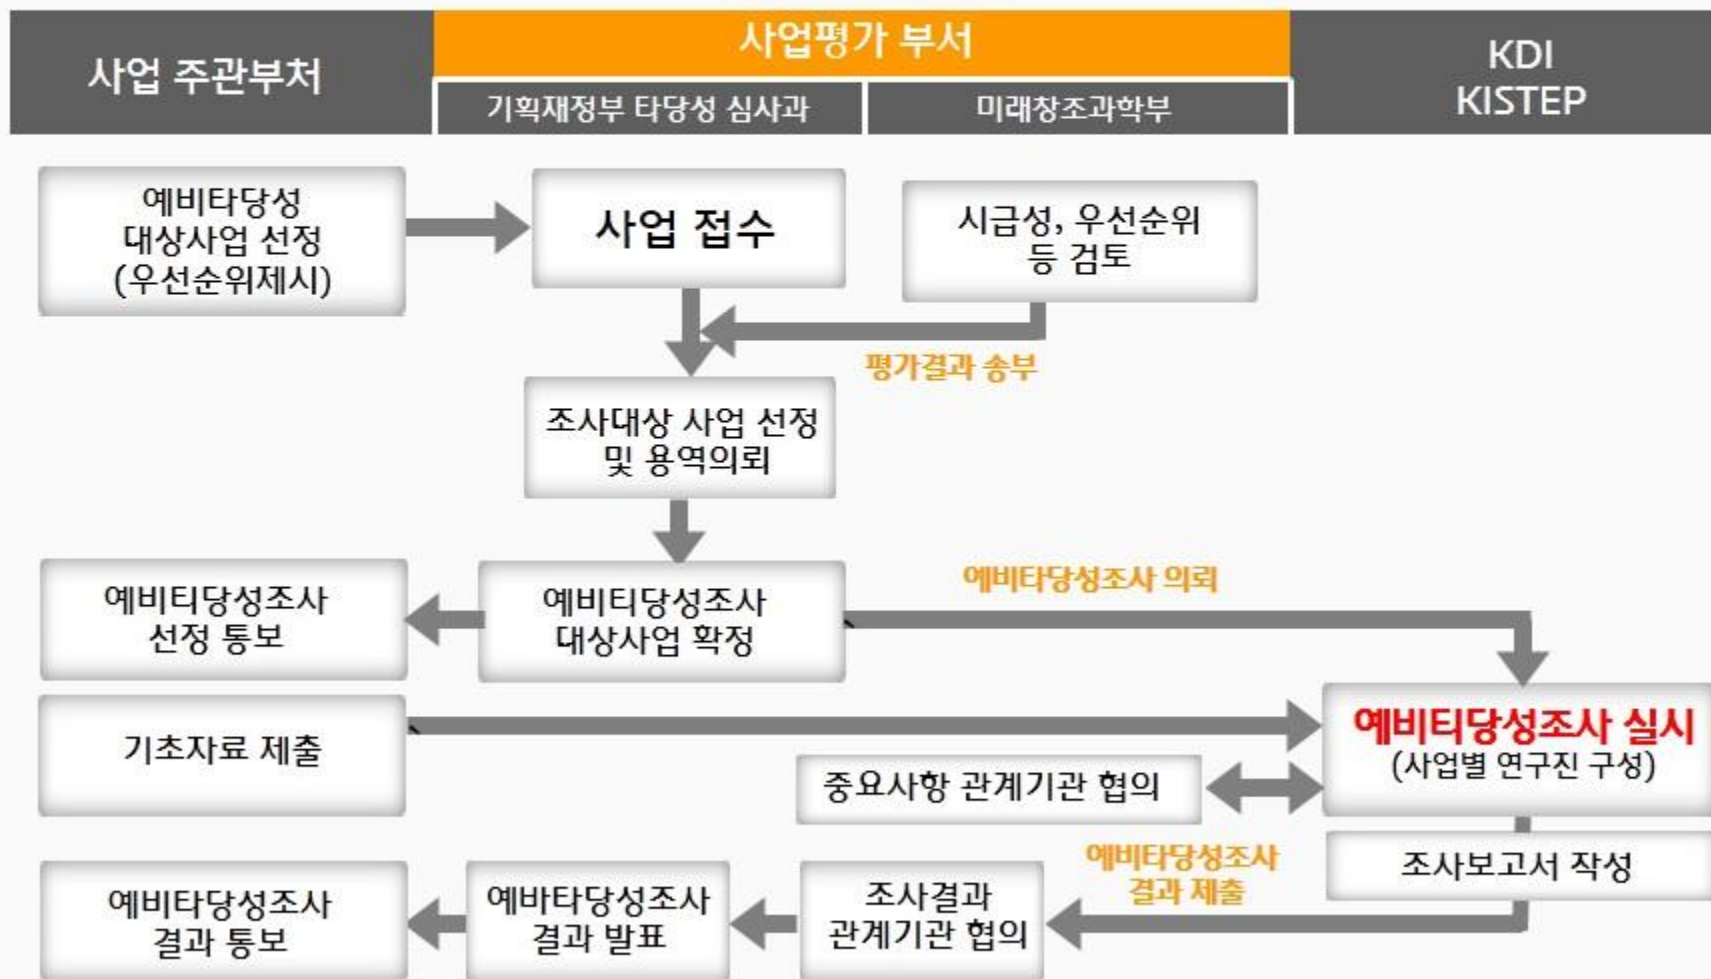 사업 주관부처
사업평가 부서
기획재정부 타당성 심사과
미래창조과학부
KDI
KISTEP
예비타당성
대상사업 선정
(우선순위제시)
사업 접수
시급성, 우선순위
등 검토
평가결과 송부
조사대상 사업 선정
및 용역의뢰
예비티당성조사
선정 통보
예비티당성조사
대상사업 확정
예비타당성조사 의뢰
기초자료 제출
예비티당성조사 실시
(사업별 연구진 구성)
중요사항 관계기관 협의
조사보고서 작성
예비타당성조사
결과 제출
조사결과
관계기관 협의
예바타당성조사
결과 발표
예비타당성조사
결과 통보